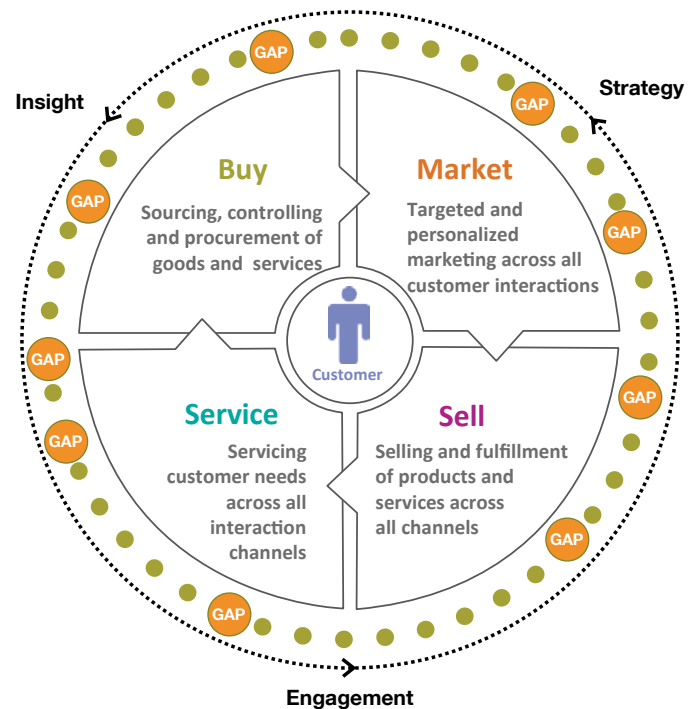 GAP
GAP
Insight
Strategy
Buy
Sourcing, controlling
and procurement of
goods and services
Market
Targeted and
personalized
marketing across all
customer interactions
GAP
GAP
GAP
GAP
GAP
Customer
Service
Servicing
customer needs
across all
interaction
channels
Sell
Selling and fulfillment
of products and
services across
all channels
GAP
GAP
Engagement